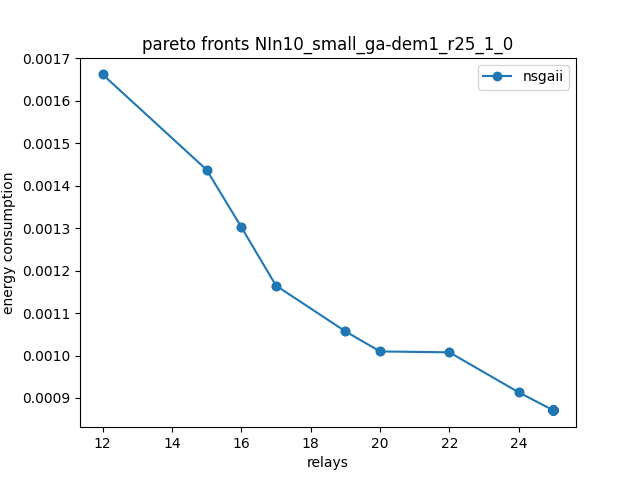 pareto fronts NIn10_small_ga-dem1_r25_1_0
nsgaii
energy consumption
0.0017
0.0016
0.0015
0.0014
0.0013
0.0012
0.0011
0.0010
0.0009
12 14 16 18 20 22 24
relays